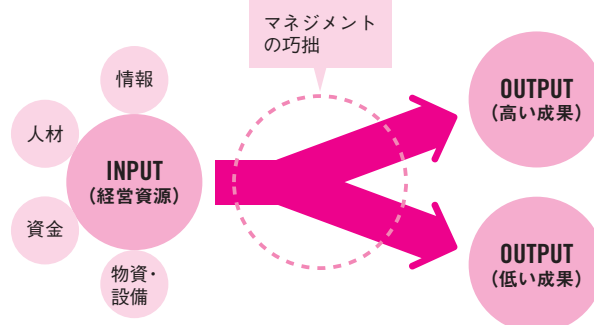 マネジメント
の巧拙
情報
人材
INPUT
(経営資源)
資金
物資・
設備
OUTPUT
(高い成果)
OUTPUT
(低い成果)